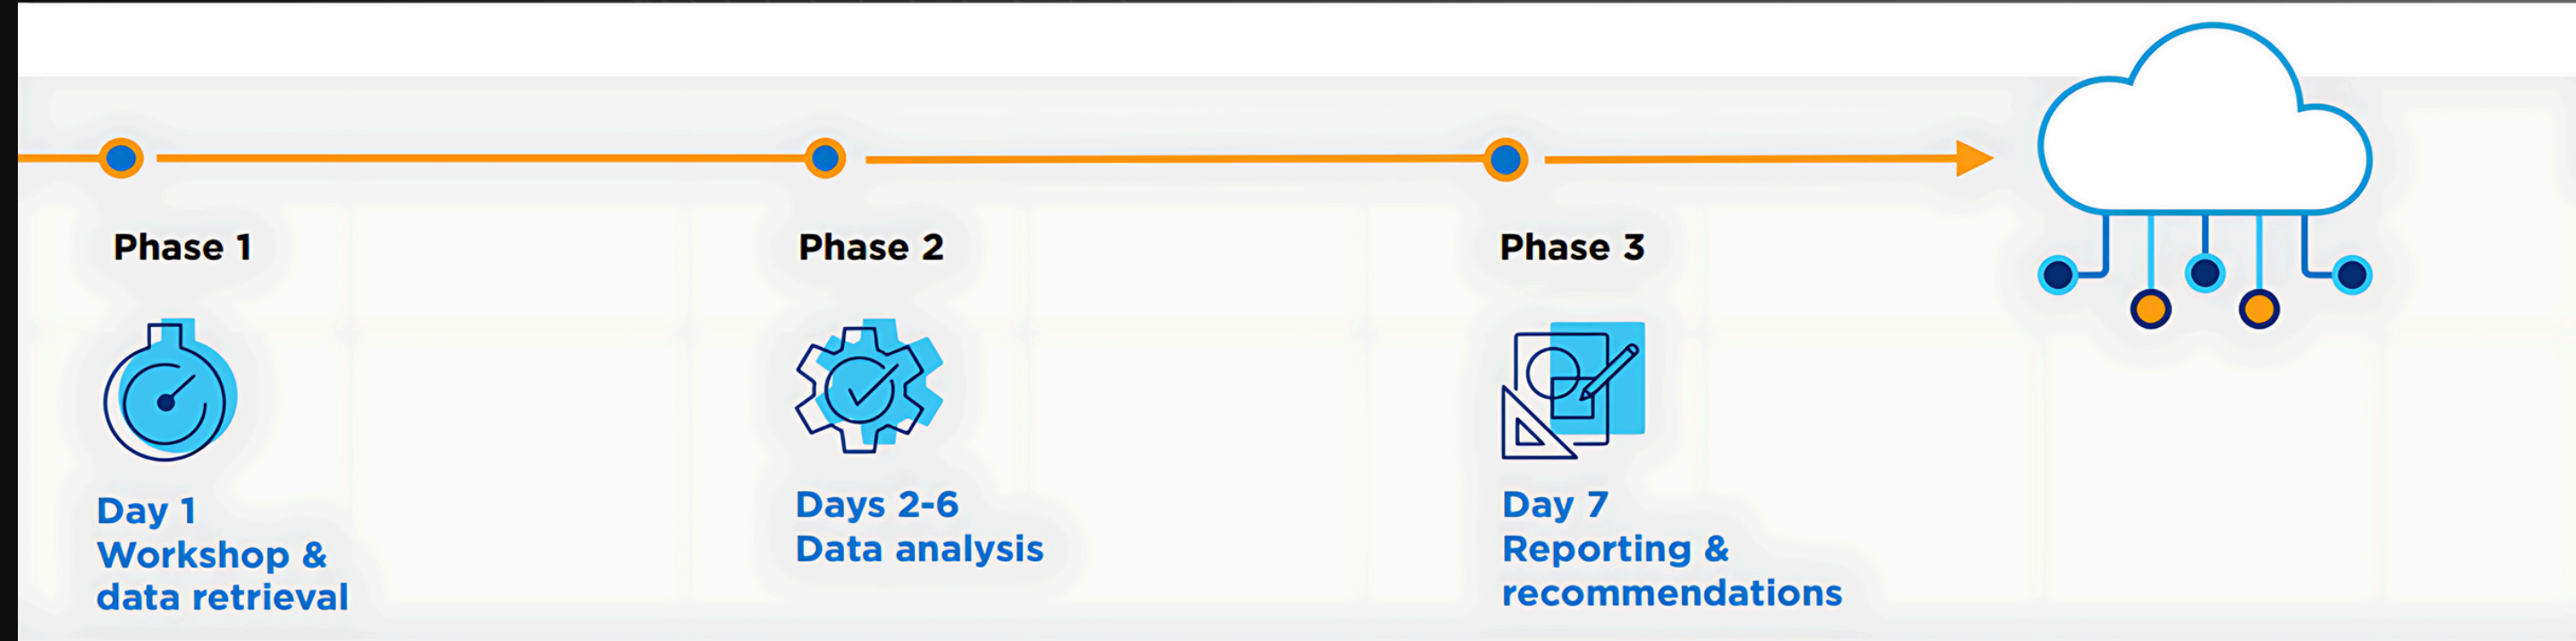 Phase 1
Phase 2
Phase 3
Day 1
Workshop &
data retrieval
Days 2-6
Data analysis
Day 7
Reporting &
recommendations